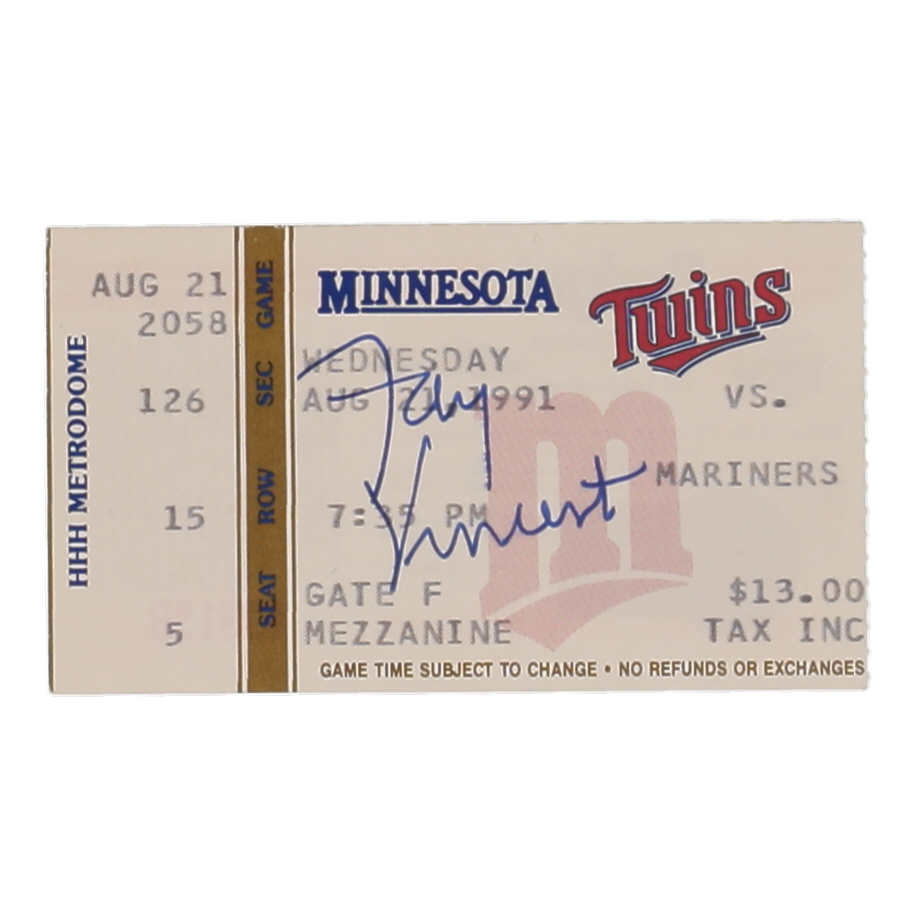 HHH METRODOME
AUG 21
2058
126
15
5
GAME
SEC
ROW
SEAT
MINNESOTA
Twins
WEDNESDAY
AUG 21,1991
VS.
MARINERS
7:35 PM
Fay
Vincent
m
GATE F
$13.00
MEZZANINE
TAX INC
GAME TIME SUBJECT TO CHANGE • NO REFUNDS OR EXCHANGES